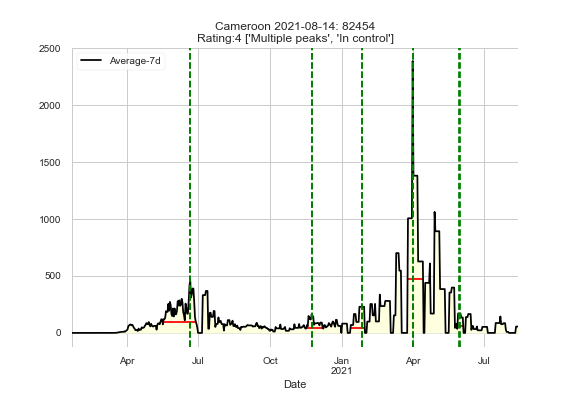 Cameroon 2021-08-14: 82454
Rating:4 ['Multiple peaks', 'In control']
Average-7d
2500
2000
1500
1000
500
0
Apr Jul Oct Jan Apr Jul
2021
Date